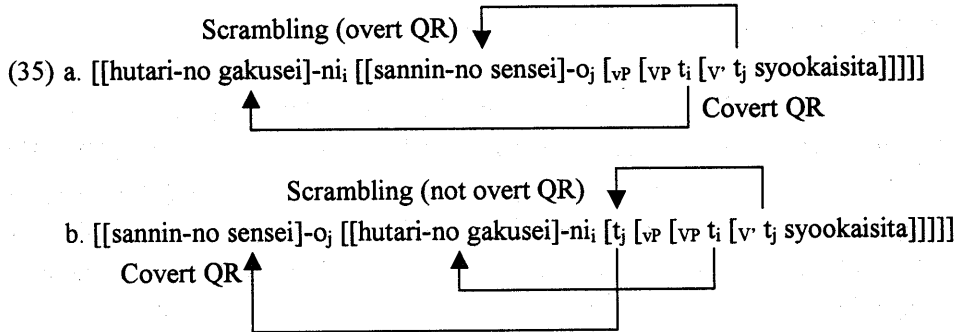 Scrambling (overt QR)
(35) a. [[hutari-no gakusei]-niᵢ [[sannin-no sensei]-oⱼ [ᵥP [VP tᵢ [V' tⱼ syookaisita]]]]]
Covert QR
Scrambling (not overt QR)
b. [[sannin-no sensei]-oⱼ [[hutari-no gakusei]-niᵢ [tⱼ [ᵥP [VP tᵢ [V' tⱼ syookaisita]]]]]
Covert QR